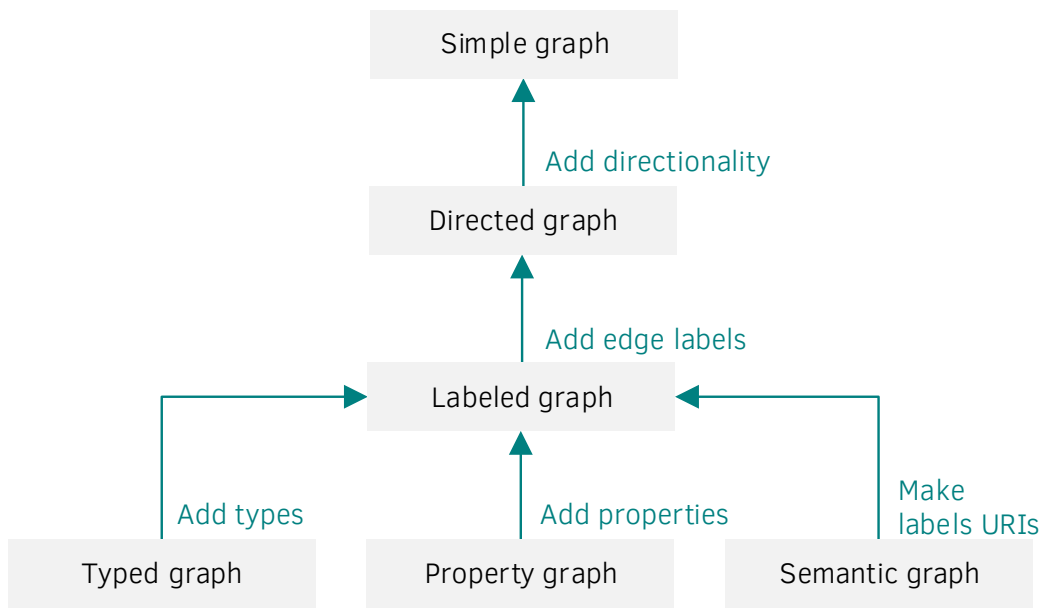 Simple graph
Add directionality
Directed graph
Add edge labels
Labeled graph
Add types
Add properties
Make
labels URIs
Typed graph
Property graph
Semantic graph